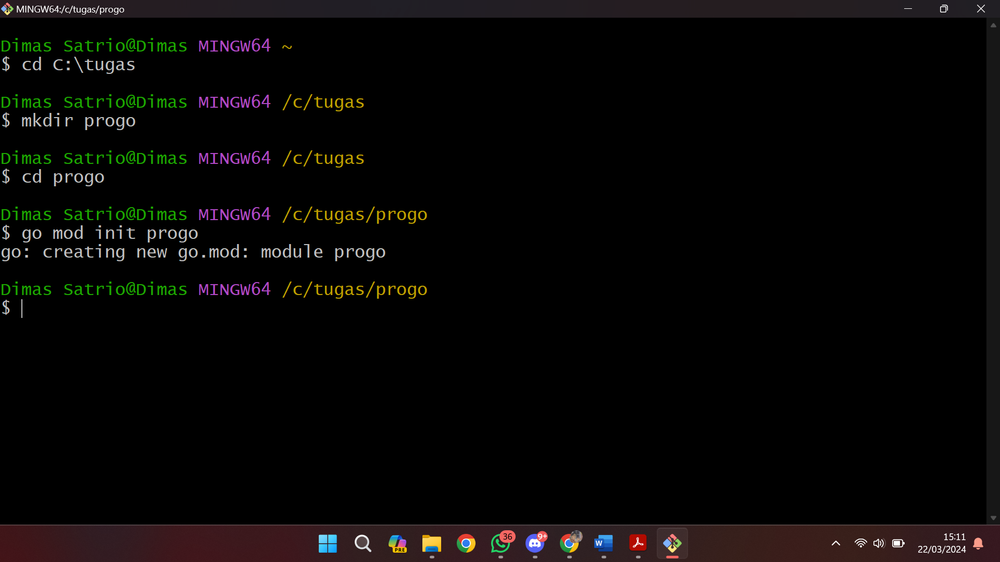 MINGW64:/c/tugas/progo
Dimas Satrio@Dimas MINGW64 ~
$ cd C:\tugas
Dimas Satrio@Dimas MINGW64 /c/tugas
$ mkdir progo
Dimas Satrio@Dimas MINGW64 /c/tugas
$ cd progo
Dimas Satrio@Dimas MINGW64 /c/tugas/progo
$ go mod init progo
go: creating new go.mod: module progo
Dimas Satrio@Dimas MINGW64 /c/tugas/progo
$
PRE
36
9+
W
15:11
22/03/2024